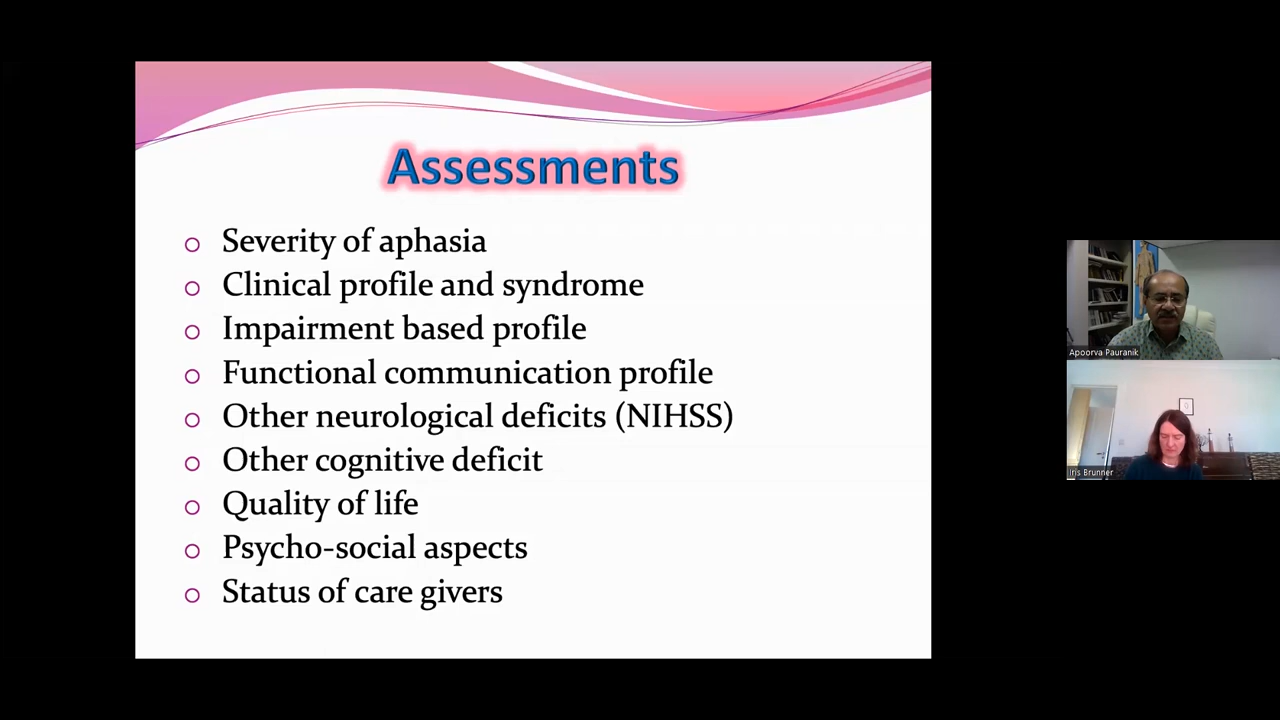 Assessments
Severity of aphasia
Clinical profile and syndrome
Impairment based profile
Functional communication profile
Other neurological deficits (NIHSS)
Other cognitive deficit
Quality of life
Psycho-social aspects
Status of care givers
Apoorva Pauranik
Iris Brunner